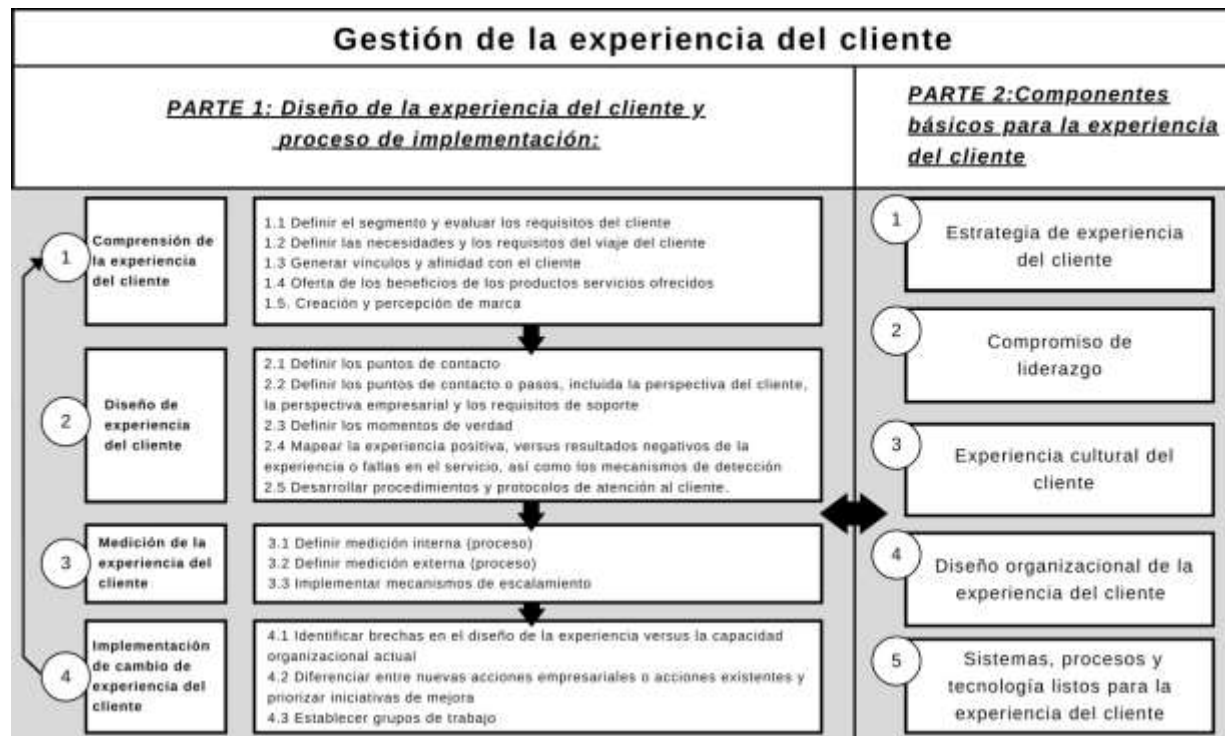 Gestión de la experiencia del cliente
PARTE 1: Diseño de la experiencia del cliente y
proceso de implementación:
1
Comprensión de
la experiencia
del cliente
1.1 Definir el segmento y evaluar los requisitos del cliente
1.2 Definir las necesidades y los requisitos del viaje del cliente
1.3 Generar vínculos y afinidad con el cliente
1.4 Oferta de los beneficios de los productos servicios ofrecidos
1.5. Creación y percepción de marca
2
Diseño de
experiencia
del cliente
2.1 Definir los puntos de contacto
2.2 Definir los puntos de contacto o pasos, incluida la perspectiva del cliente,
la perspectiva empresarial y los requisitos de soporte
2.3 Definir los momentos de verdad
2.4 Mapear la experiencia positiva, versus resultados negativos de la
experiencia o fallas en el servicio, así como los mecanismos de detección
2.5 Desarrollar procedimientos y protocolos de atención al cliente.
3
Medición de la
experiencia del
cliente
3.1 Definir medición interna (proceso)
3.2 Definir medición externa (proceso)
3.3 Implementar mecanismos de escalamiento
4
Implementación
de cambio de
experiencia del
cliente
4.1 Identificar brechas en el diseño de la experiencia versus la capacidad
organizacional actual
4.2 Diferenciar entre nuevas acciones empresariales o acciones existentes y
priorizar iniciativas de mejora
4.3 Establecer grupos de trabajo
PARTE 2:Componentes
básicos para la experiencia
del cliente
1
Estrategia de experiencia
del cliente
2
Compromiso de
liderazgo
3
Experiencia cultural del
cliente
4
Diseño organizacional de la
experiencia del cliente
5
Sistemas, procesos y
tecnología listos para la
experiencia del cliente